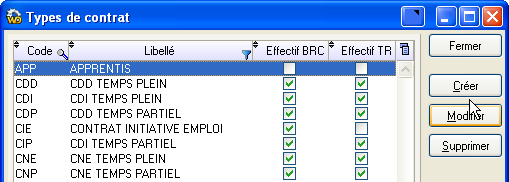 Types de contrat
Code Libellé Effectif BRC Effectif TR
APP APPRENTIS
CDD CDD TEMPS PLEIN
CDI CDI TEMPS PLEIN
CDP CDD TEMPS PARTIEL
CIE CONTRAT INITIATIVE EMPLOI
CIP CDI TEMPS PARTIEL
CNE CNE TEMPS PLEIN
CNP CNE TEMPS PARTIEL
Fermer
Créer
Modifier
Supprimer